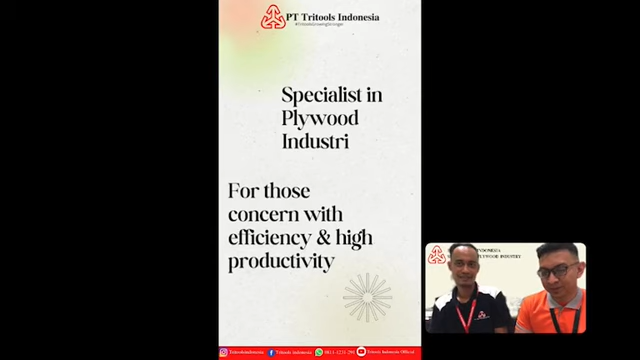 PT Tritools Indonesia
Specialist in
Plywood
Industri
For those
concern with
efficiency & high
productivity
INDONESIA
PLYWOOD INDUSTRY
Tritoolsindonesia
Tritools indonesia
Tritools Indonesia Official